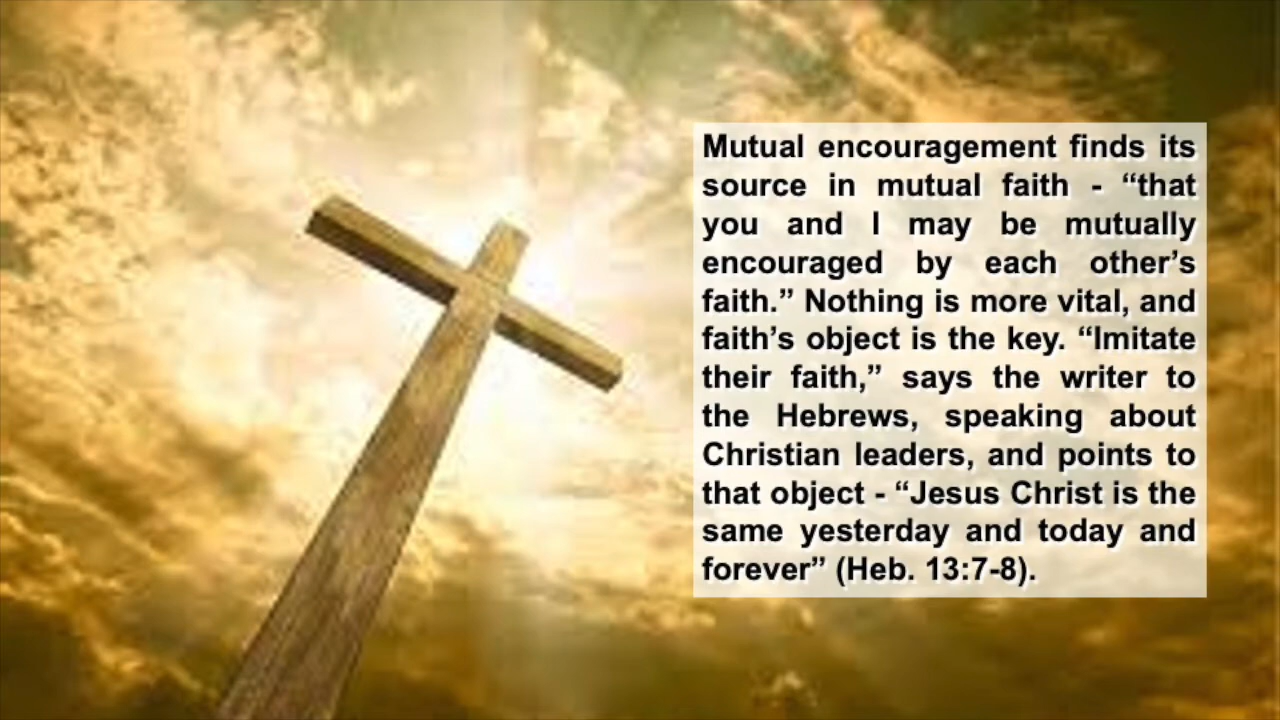 Mutual encouragement finds its
source in mutual faith - “that
you and I may be mutually
encouraged by each other’s
faith.” Nothing is more vital, and
faith’s object is the key. “Imitate
their faith,” says the writer to
the Hebrews, speaking about
Christian leaders, and points to
that object - “Jesus Christ is the
same yesterday and today and
forever” (Heb. 13:7-8).